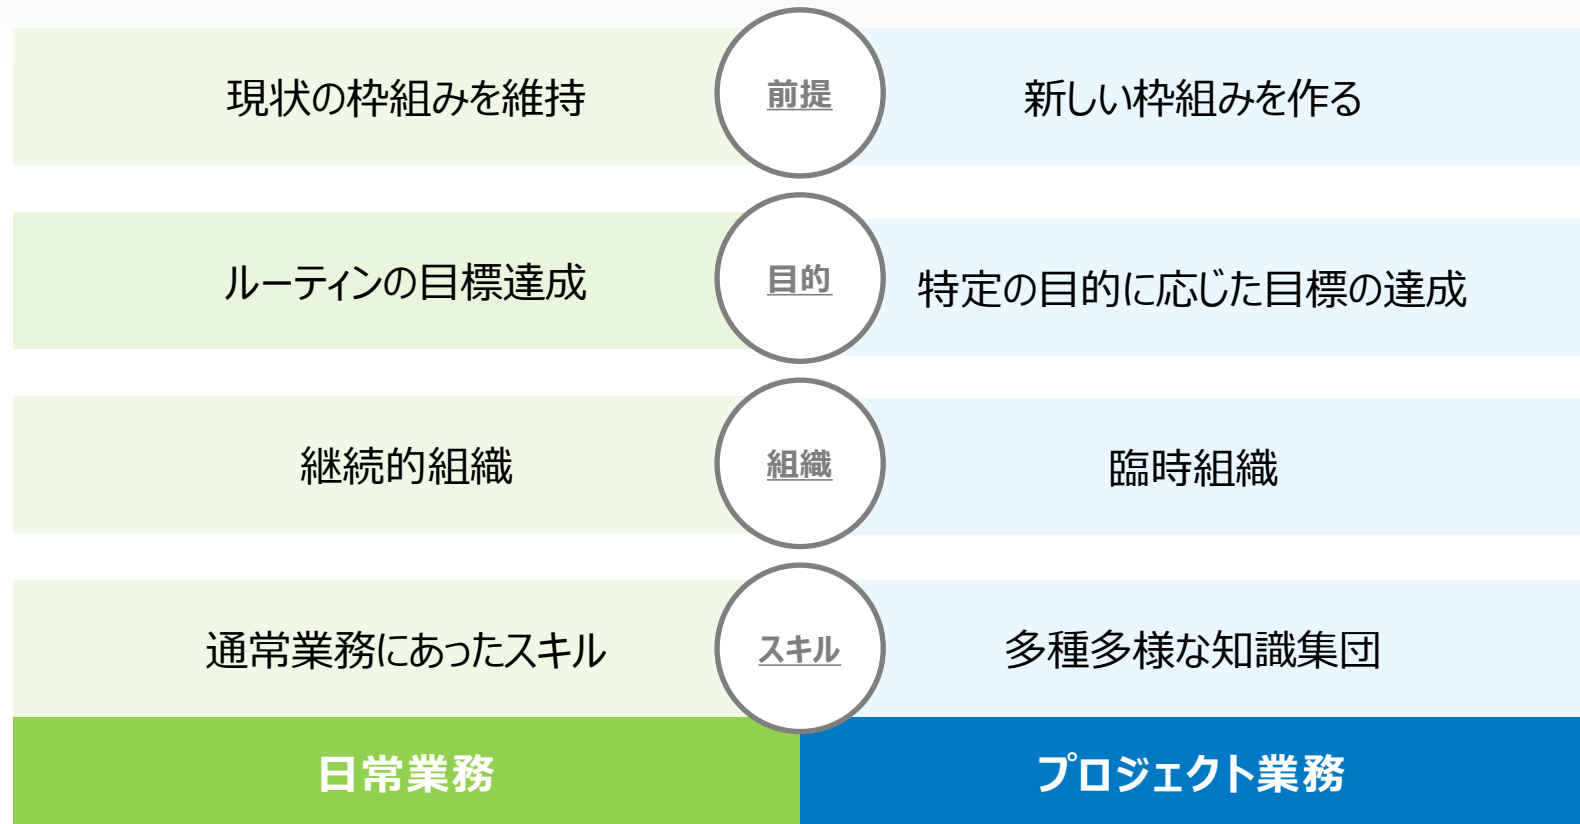 現状の枠組みを維持
前提
新しい枠組みを作る
ルーティンの目標達成
目的
特定の目的に応じた目標の達成
継続的組織
組織
臨時組織
通常業務にあったスキル
スキル
多種多様な知識集団
日常業務
プロジェクト業務